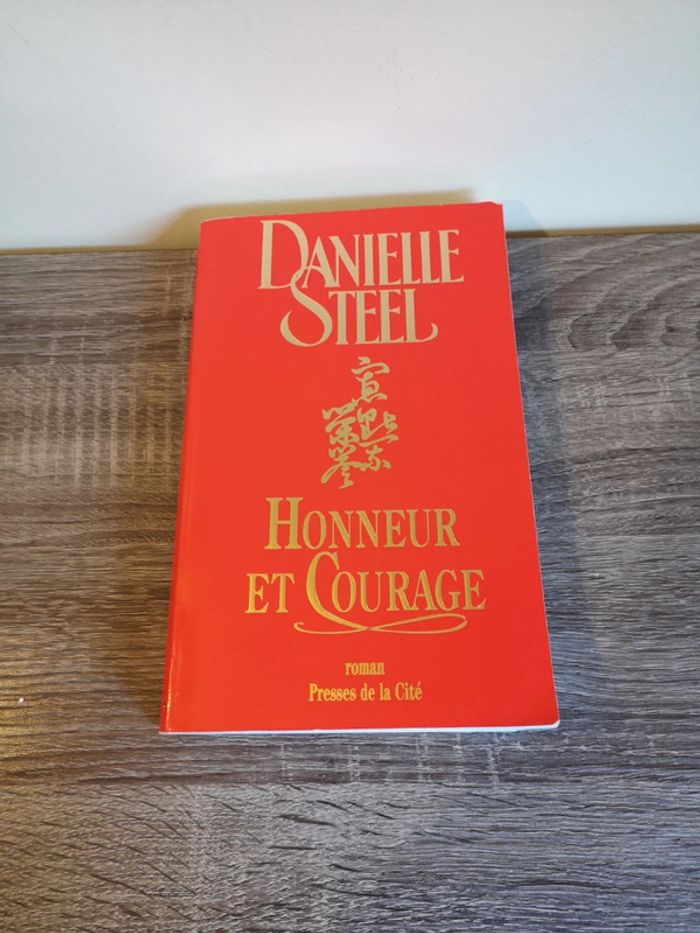 DANIELLE
STEEL
HONNEUR
ET COURAGE
roman
Presses de la Cité